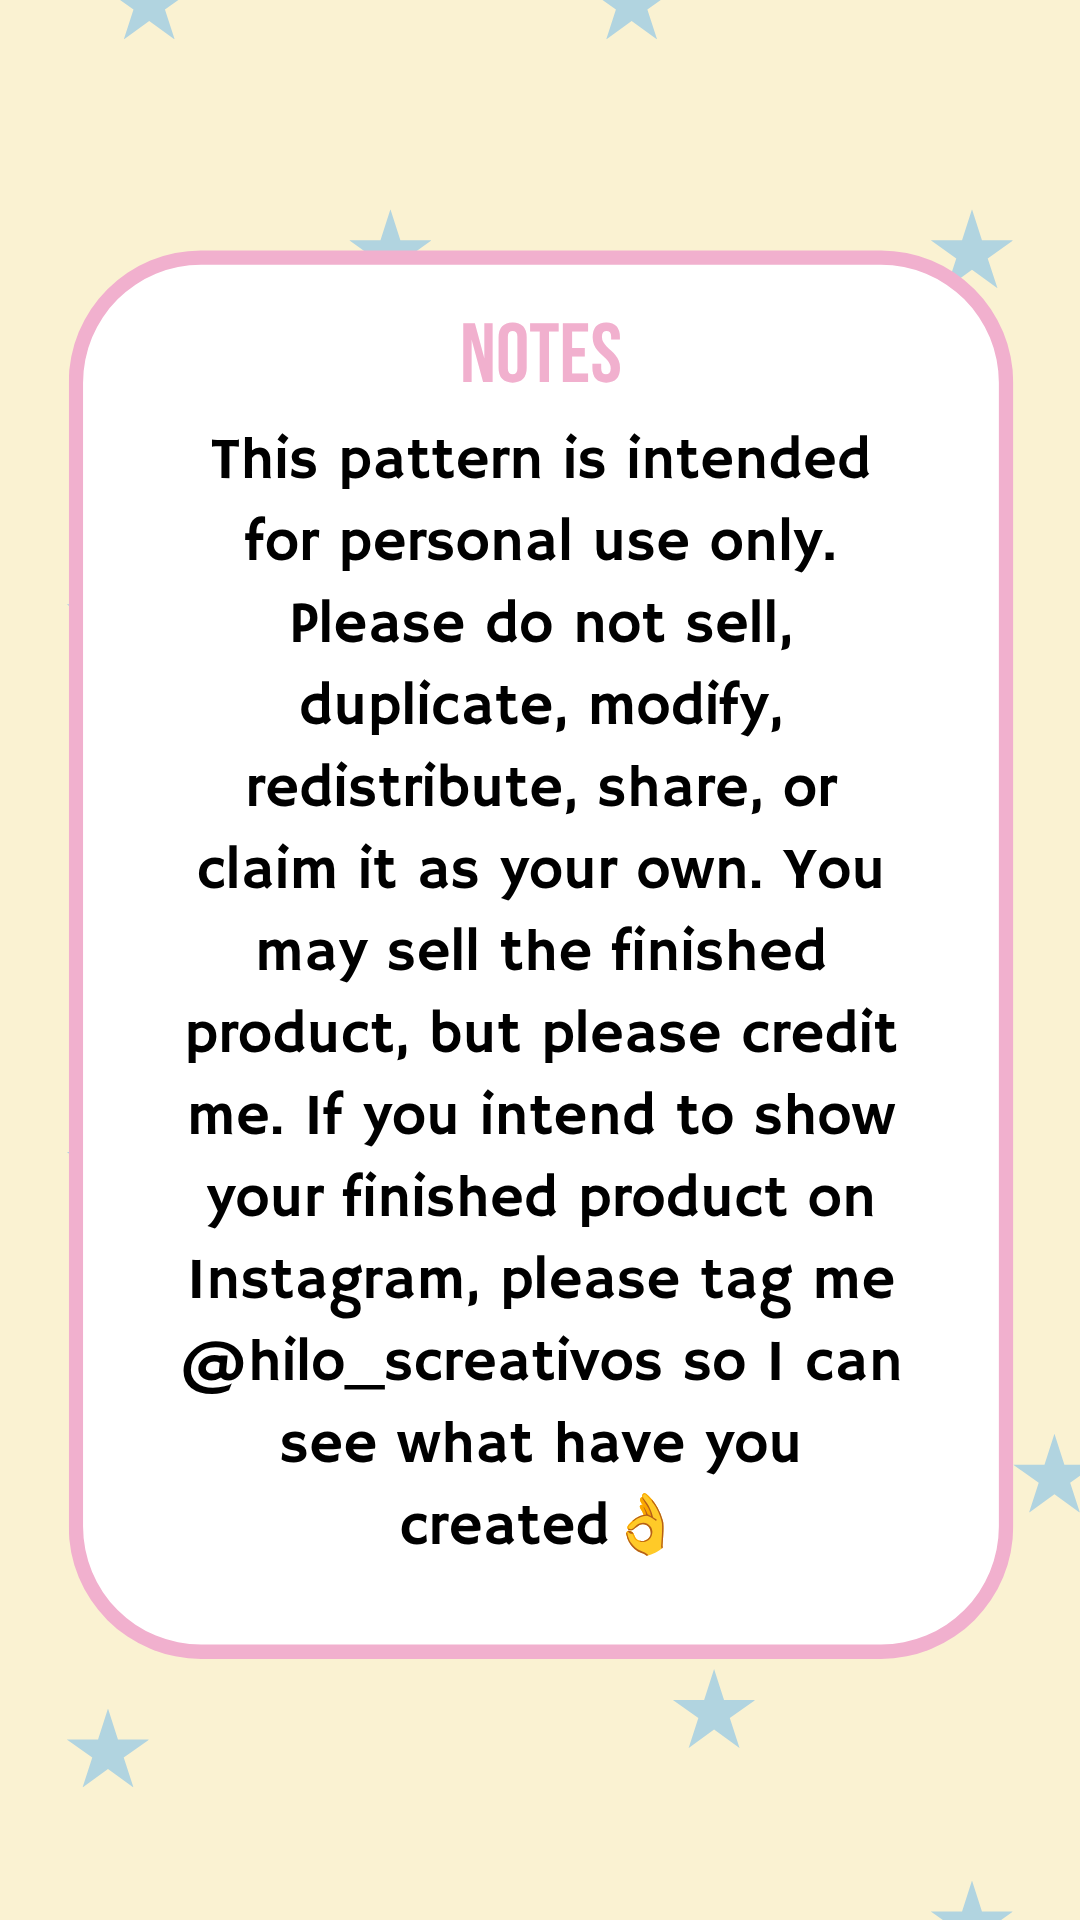 NOTES
This pattern is intended
for personal use only.
Please do not sell,
duplicate, modify,
redistribute, share, or
claim it as your own. You
may sell the finished
product, but please credit
me. If you intend to show
your finished product on
Instagram, please tag me
@hilo_screativos so I can
see what have you
created👌